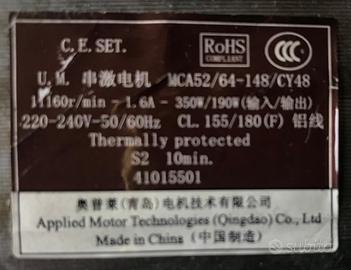 C.E.SET.
RoHS
COMPLIANT
CCC
U.M. 串激电机 MCA52/64-148/CY48
11160r/min-1.6A-350W/190W(输入/输出)
220-240V-50/60Hz CL.155/180(F) 铝线
Thermally protected
S2 10min.
41015501
奥普莱(青岛)电机技术有限公司
Applied Motor Technologies (Qingdao) Co., Ltd
Made in China (中国制造)
subito